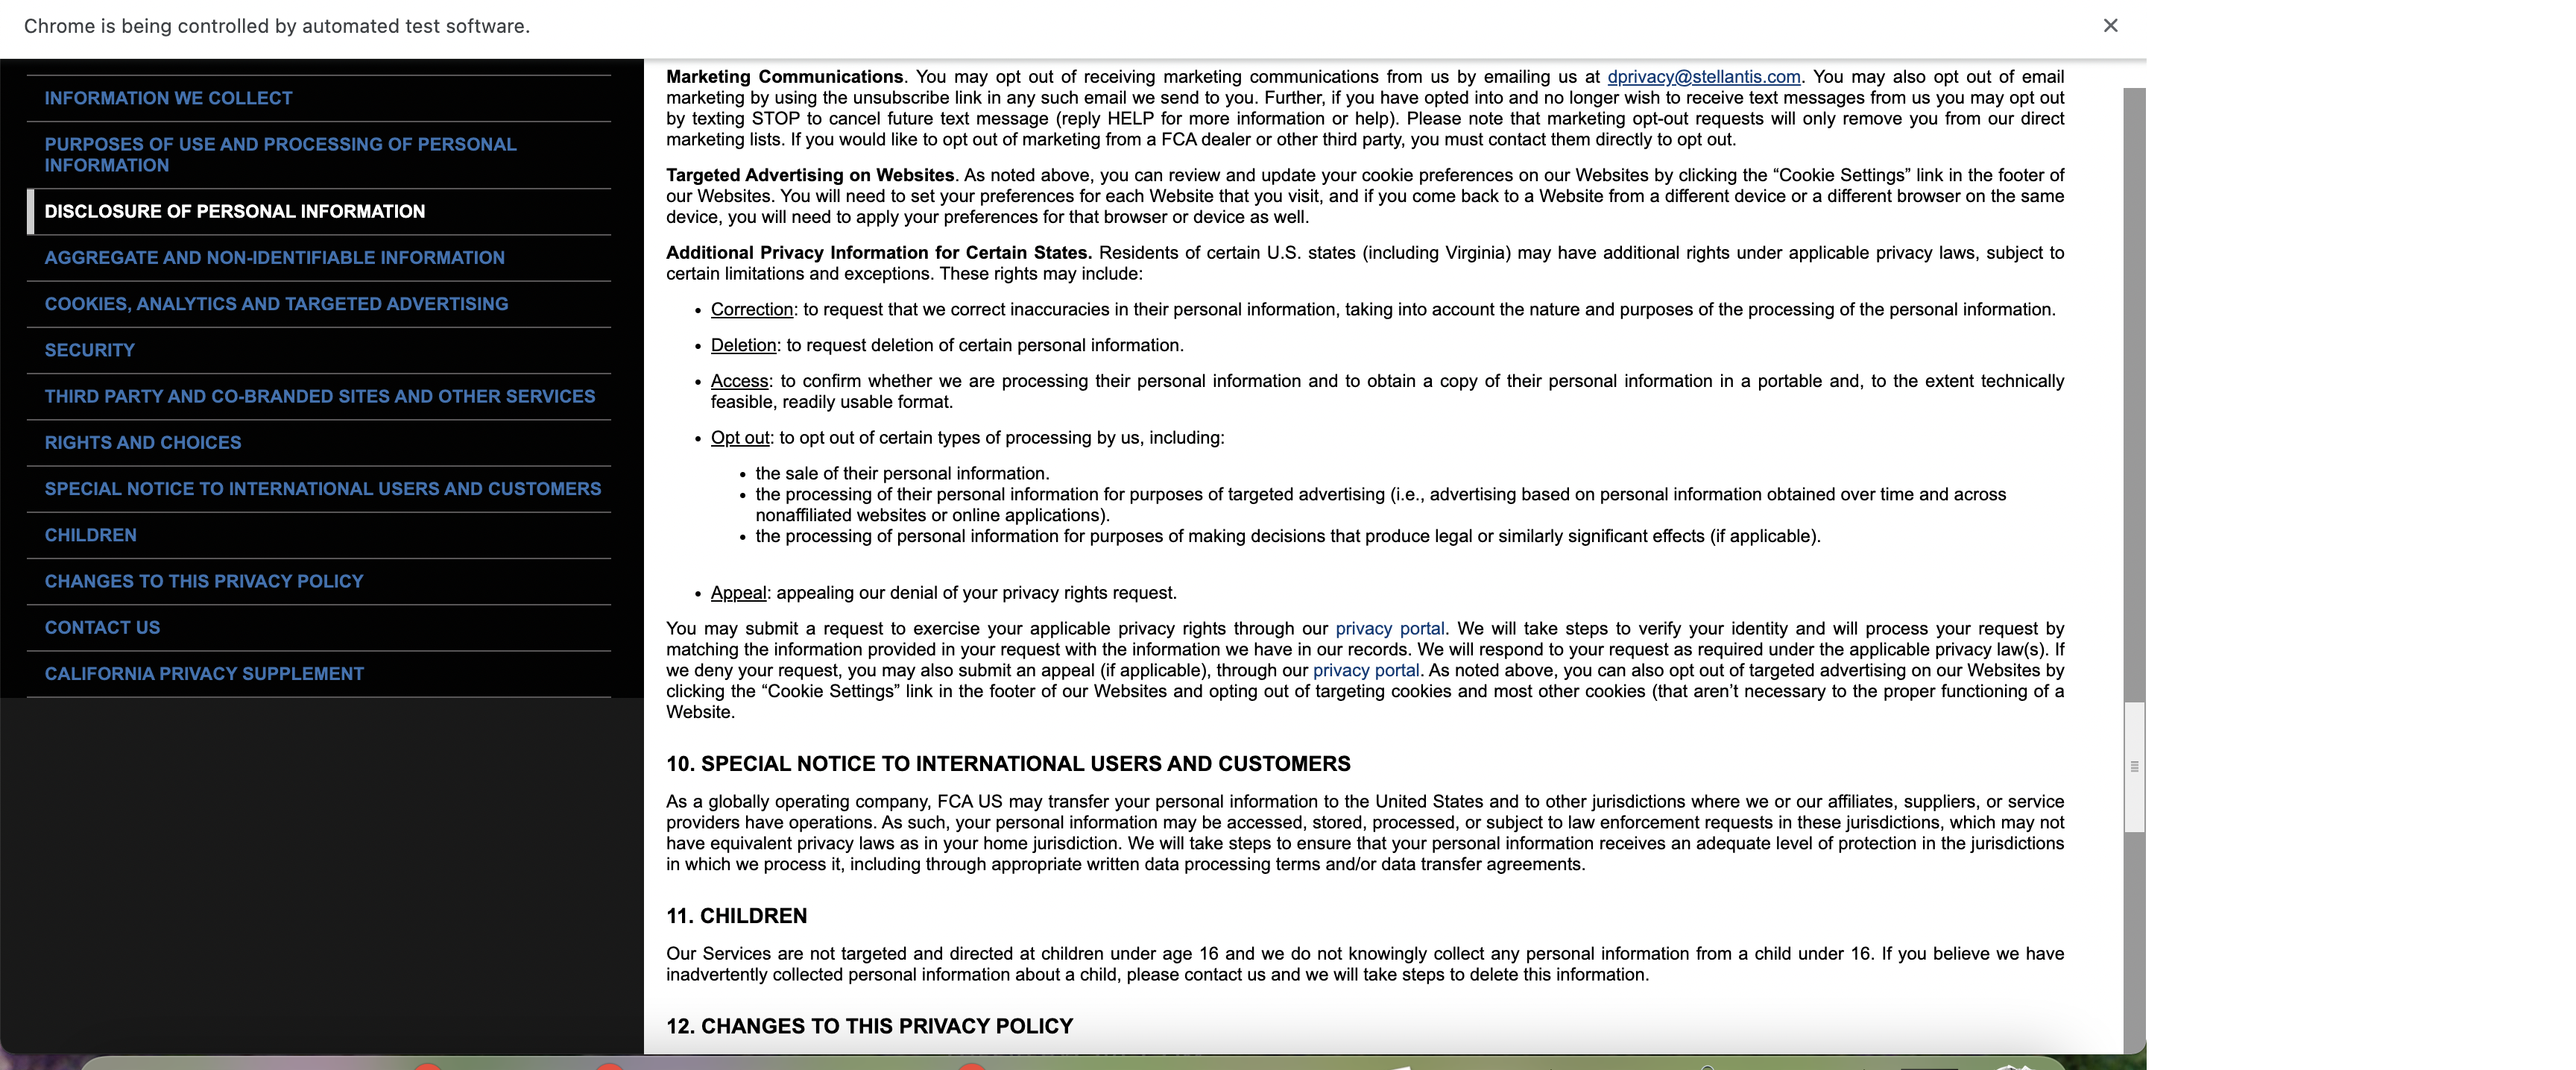 Chrome is being controlled by automated test software.
INFORMATION WE COLLECT
PURPOSES OF USE AND PROCESSING OF PERSONAL
INFORMATION
DISCLOSURE OF PERSONAL INFORMATION
AGGREGATE AND NON-IDENTIFIABLE INFORMATION
COOKIES, ANALYTICS AND TARGETED ADVERTISING
SECURITY
THIRD PARTY AND CO-BRANDED SITES AND OTHER SERVICES
RIGHTS AND CHOICES
SPECIAL NOTICE TO INTERNATIONAL USERS AND CUSTOMERS
CHILDREN
CHANGES TO THIS PRIVACY POLICY
CONTACT US
CALIFORNIA PRIVACY SUPPLEMENT
Marketing Communications. You may opt out of receiving marketing communications from us by emailing us at dprivacy@stellantis.com. You may also opt out of email
marketing by using the unsubscribe link in any such email we send to you. Further, if you have opted into and no longer wish to receive text messages from us you may opt out
by texting STOP to cancel future text message (reply HELP for more information or help). Please note that marketing opt-out requests will only remove you from our direct
marketing lists. If you would like to opt out of marketing from a FCA dealer or other third party, you must contact them directly to opt out.
Targeted Advertising on Websites. As noted above, you can review and update your cookie preferences on our Websites by clicking the “Cookie Settings” link in the footer of
our Websites. You will need to set your preferences for each Website that you visit, and if you come back to a Website from a different device or a different browser on the same
device, you will need to apply your preferences for that browser or device as well.
Additional Privacy Information for Certain States. Residents of certain U.S. states (including Virginia) may have additional rights under applicable privacy laws, subject to
certain limitations and exceptions. These rights may include:
• Correction: to request that we correct inaccuracies in their personal information, taking into account the nature and purposes of the processing of the personal information.
• Deletion: to request deletion of certain personal information.
• Access: to confirm whether we are processing their personal information and to obtain a copy of their personal information in a portable and, to the extent technically
feasible, readily usable format.
• Opt out: to opt out of certain types of processing by us, including:
• the sale of their personal information.
• the processing of their personal information for purposes of targeted advertising (i.e., advertising based on personal information obtained over time and across
nonaffiliated websites or online applications).
• the processing of personal information for purposes of making decisions that produce legal or similarly significant effects (if applicable).
• Appeal: appealing our denial of your privacy rights request.
You may submit a request to exercise your applicable privacy rights through our privacy portal. We will take steps to verify your identity and will process your request by
matching the information provided in your request with the information we have in our records. We will respond to your request as required under the applicable privacy law(s). If
we deny your request, you may also submit an appeal (if applicable), through our privacy portal. As noted above, you can also opt out of targeted advertising on our Websites by
clicking the “Cookie Settings” link in the footer of our Websites and opting out of targeting cookies and most other cookies (that aren’t necessary to the proper functioning of a
Website.
10. SPECIAL NOTICE TO INTERNATIONAL USERS AND CUSTOMERS
As a globally operating company, FCA US may transfer your personal information to the United States and to other jurisdictions where we or our affiliates, suppliers, or service
providers have operations. As such, your personal information may be accessed, stored, processed, or subject to law enforcement requests in these jurisdictions, which may not
have equivalent privacy laws as in your home jurisdiction. We will take steps to ensure that your personal information receives an adequate level of protection in the jurisdictions
in which we process it, including through appropriate written data processing terms and/or data transfer agreements.
11. CHILDREN
Our Services are not targeted and directed at children under age 16 and we do not knowingly collect any personal information from a child under 16. If you believe we have
inadvertently collected personal information about a child, please contact us and we will take steps to delete this information.
12. CHANGES TO THIS PRIVACY POLICY